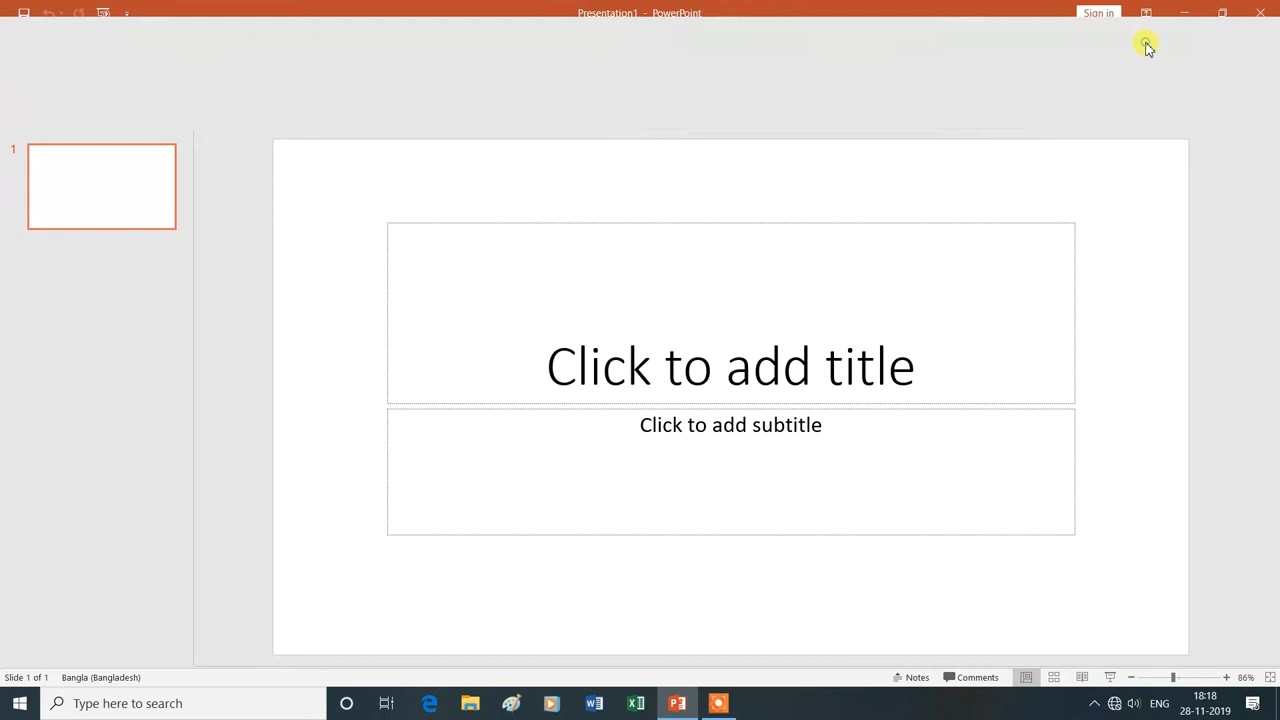 Presentation1 - PowerPoint
Sign in
1
Click to add title
Click to add subtitle
Slide 1 of 1
Bangla (Bangladesh)
Notes
Comments
86%
Type here to search
ENG
18:18
28-11-2019